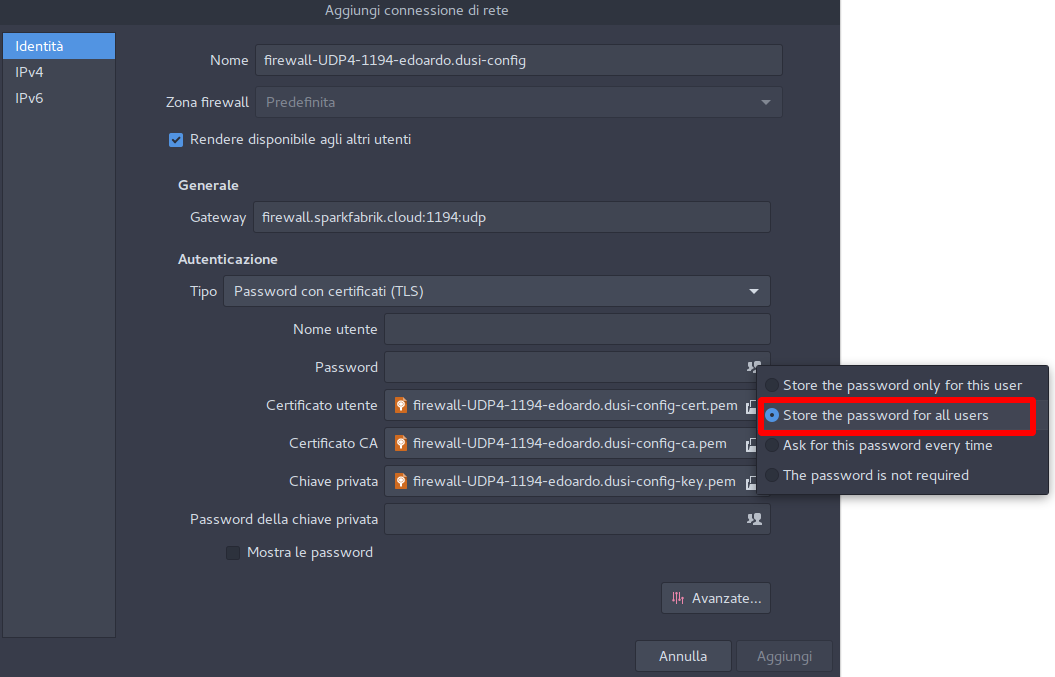 Aggiungi connessione di rete
Identità
IPv4
IPv6
Nome firewall-UDP4-1194-edoardo.dusi-config
Zona firewall Predefinita
Rendere disponibile agli altri utenti
Generale
Gateway firewall.sparkfabrik.cloud:1194:udp
Autenticazione
Tipo Password con certificati (TLS)
Nome utente
Password
Store the password only for this user
Store the password for all users
Ask for this password every time
The password is not required
Certificato utente firewall-UDP4-1194-edoardo.dusi-config-cert.pem
Certificato CA firewall-UDP4-1194-edoardo.dusi-config-ca.pem
Chiave privata firewall-UDP4-1194-edoardo.dusi-config-key.pem
Password della chiave privata
Mostra le password
Avanzate...
Annulla Aggiungi